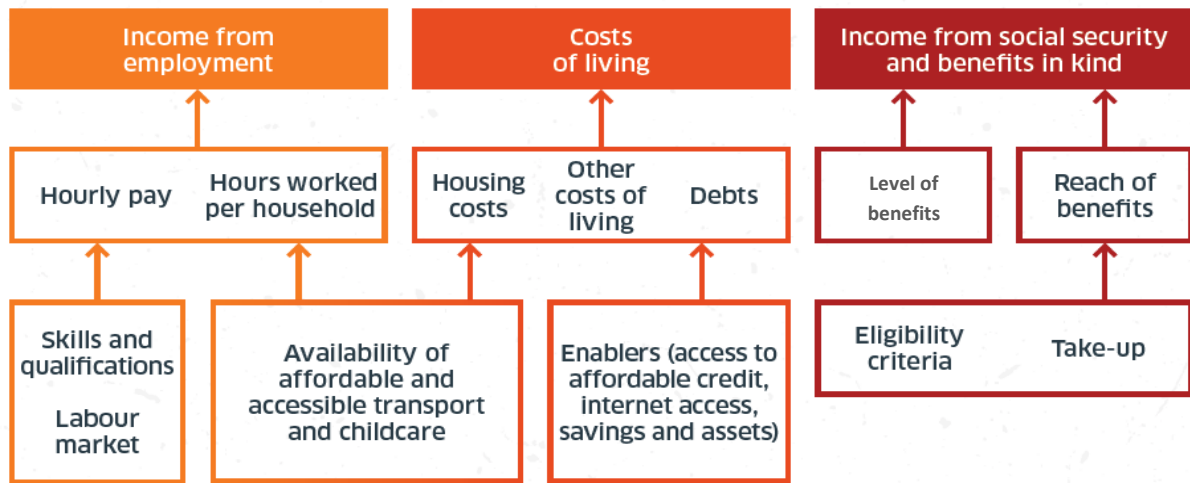 Income from
employment
Costs
of living
Income from social security
and benefits in kind
Hourly pay
Hours worked
per household
Housing
costs
Other
costs of
living
Debts
Level of
benefits
Reach of
benefits
Skills and
qualifications
Labour
market
Availability of
affordable and
accessible transport
and childcare
Enablers (access to
affordable credit,
internet access,
savings and assets)
Eligibility
criteria
Take-up